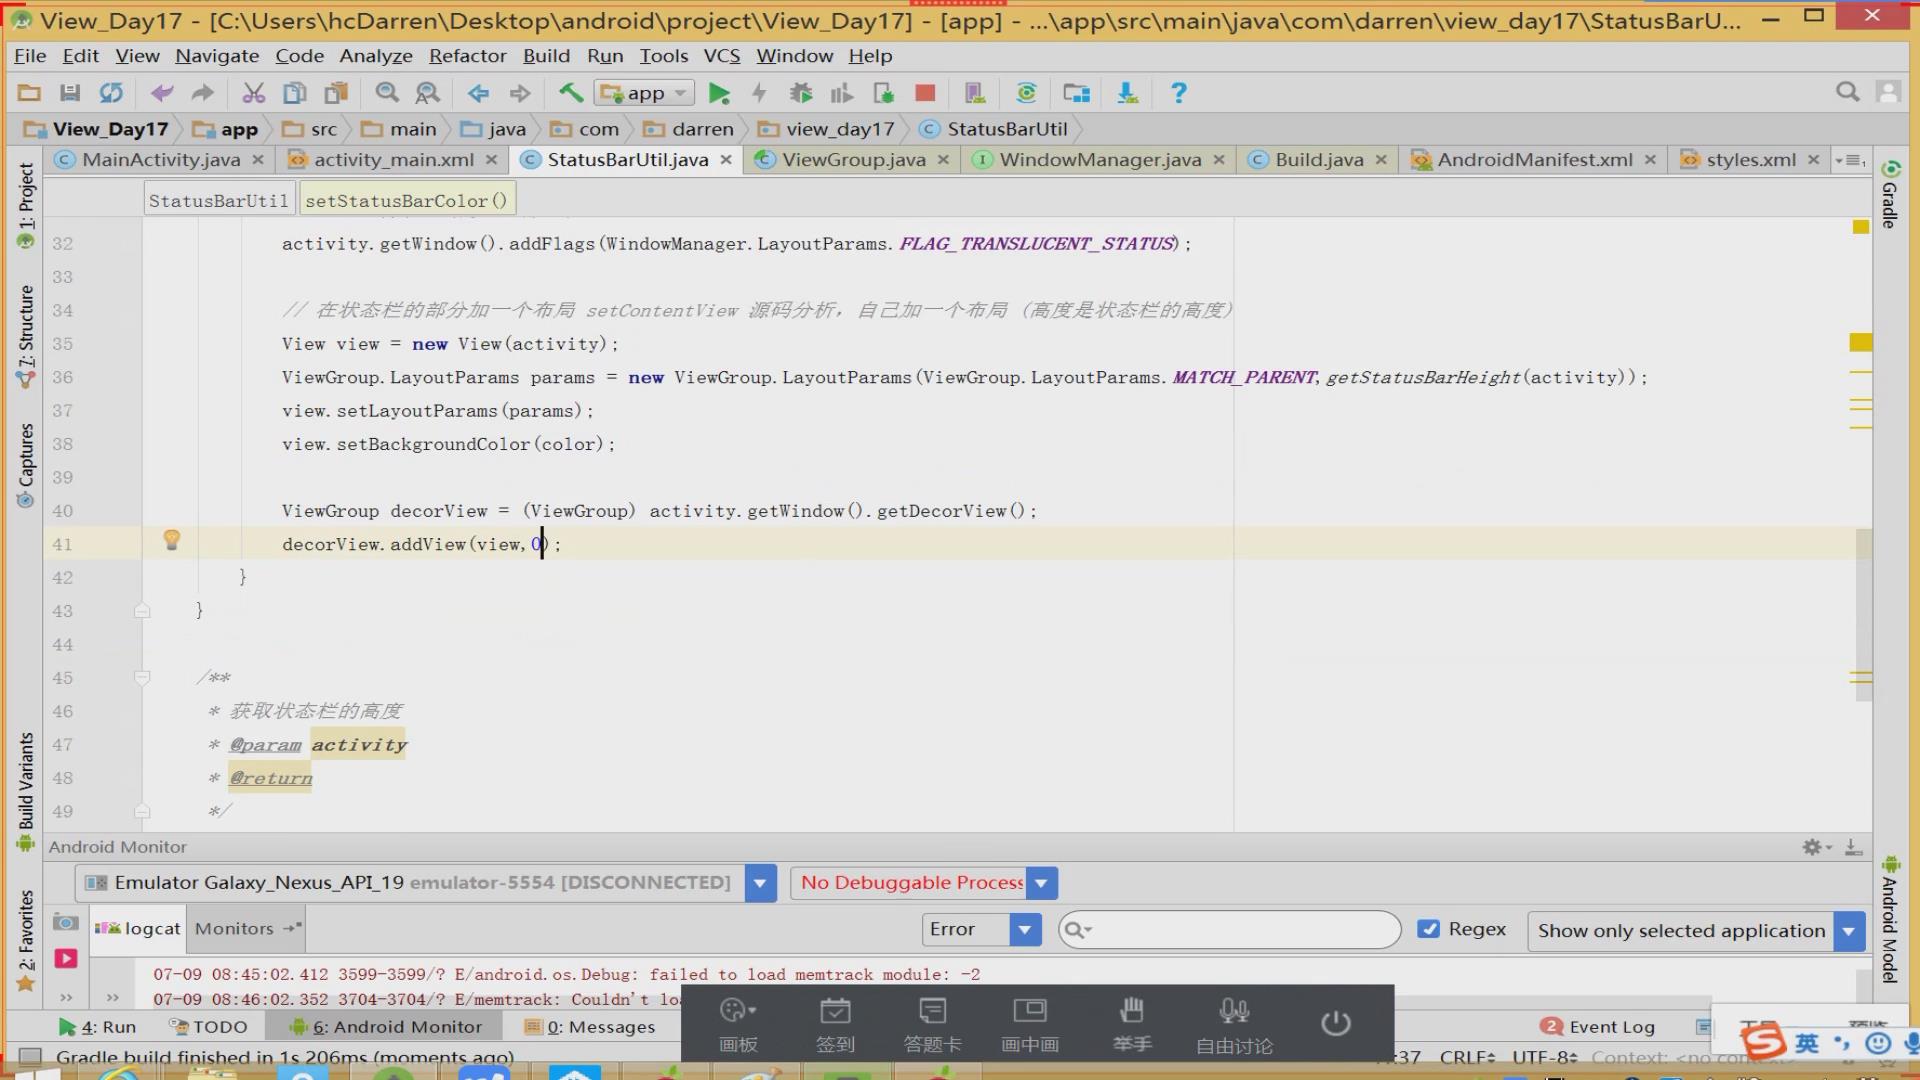 View_Day17 - [C:\Users\hcDarren\Desktop\android\project\View_Day17] - [app] - ...\app\src\main\java\com\darren\view_day17\StatusBarU...
File Edit View Navigate Code Analyze Refactor Build Run Tools VCS Window Help
app
View_Day17 app src main java com darren view_day17 StatusBarUtil
MainActivity.java activity_main.xml StatusBarUtil.java ViewGroup.java WindowManager.java Build.java AndroidManifest.xml styles.xml
StatusBarUtil setStatusBarColor()
32 activity.getWindow().addFlags(WindowManager.LayoutParams.FLAG_TRANSLUCENT_STATUS);
33
34 // 在状态栏的部分加一个布局 setContentView 源码分析，自己加一个布局 (高度是状态栏的高度)
35 View view = new View(activity);
36 ViewGroup.LayoutParams params = new ViewGroup.LayoutParams(ViewGroup.LayoutParams.MATCH_PARENT,getStatusBarHeight(activity));
37 view.setLayoutParams(params);
38 view.setBackgroundColor(color);
39
40 ViewGroup decorView = (ViewGroup) activity.getWindow().getDecorView();
41 decorView.addView(view,0);
42 }
43 }
44
45 /**
46 * 获取状态栏的高度
47 * @param activity
48 * @return
49 */
1: Project
7: Structure
Captures
Build Variants
2: Favorites
Gradle
Android Model
Android Monitor
Emulator Galaxy_Nexus_API_19 emulator-5554 [DISCONNECTED] No Debuggable Process
logcat Monitors Error Regex Show only selected application
07-09 08:45:02.412 3599-3599/? E/android.os.Debug: failed to load memtrack module: -2
07-09 08:46:02.352 3704-3704/? E/memtrack: Couldn't lo
画板 签到 答题卡 画中画 举手 自由讨论
4: Run TODO 6: Android Monitor 0: Messages 2 Event Log
Gradle build finished in 1s 206ms (moments ago) :37 CRLF UTF-8 Context: <no context>
英